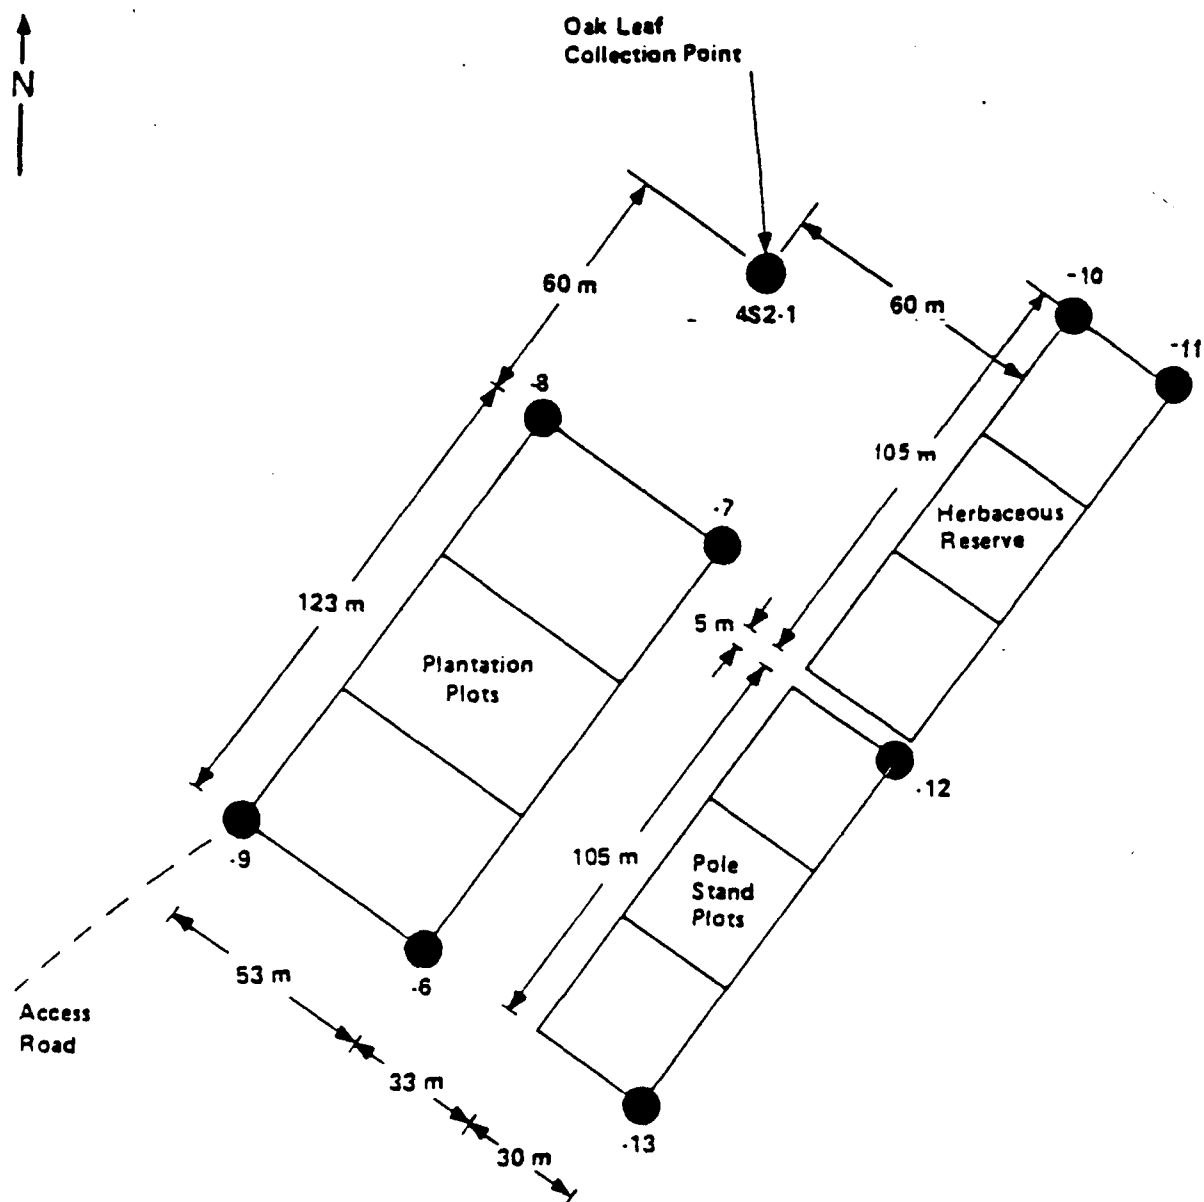 N
Oak Leaf
Collection Point
60 m
4S2-1
60 m
-10
-11
-8
105 m
-7
Herbaceous
Reserve
123 m
5 m
Plantation
Plots
-12
105 m
-9
Pole
Stand
Plots
53 m
-6
Access
Road
33 m
-13
30 m